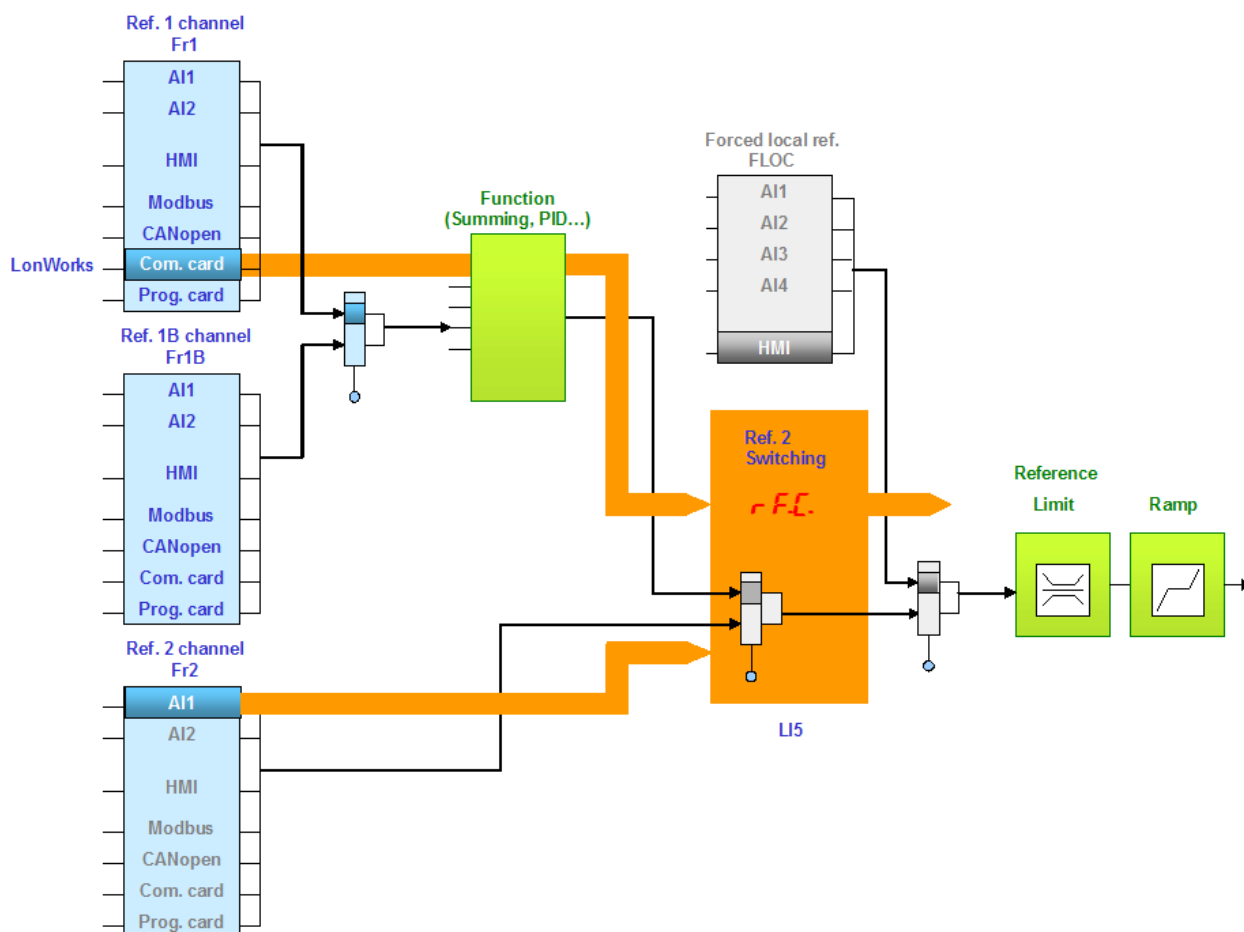 Ref. 1 channel
Fr1
AI1
AI2
HMI
Modbus
CANopen
LonWorks
Com. card
Prog. card
Ref. 1B channel
Fr1B
AI1
AI2
HMI
Modbus
CANopen
Com. card
Prog. card
Ref. 2 channel
Fr2
AI1
AI2
HMI
Modbus
CANopen
Com. card
Prog. card
Function
(Summing, PID...)
Forced local ref.
FLOC
AI1
AI2
AI3
AI4
HMI
Ref. 2
Switching
rF.C.
LI5
Reference
Limit
Ramp